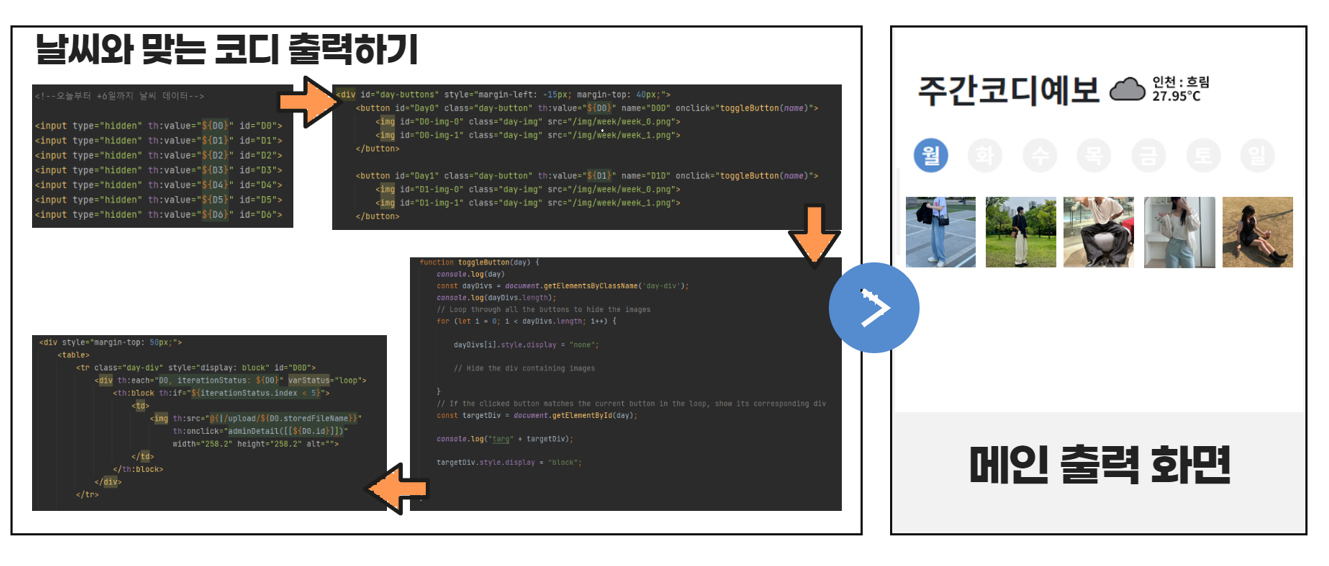 날씨와 맞는 코디 출력하기
<!--오늘부터 +6일까지 날씨 데이터-->
<input type="hidden" th:value="${D0}" id="D0">
<input type="hidden" th:value="${D1}" id="D1">
<input type="hidden" th:value="${D2}" id="D2">
<input type="hidden" th:value="${D3}" id="D3">
<input type="hidden" th:value="${D4}" id="D4">
<input type="hidden" th:value="${D5}" id="D5">
<input type="hidden" th:value="${D6}" id="D6">
<div id="day-buttons" style="margin-left: -15px; margin-top: 40px;">
<button id="Day0" class="day-button" th:value="${D0}" name="D0D" onclick="toggleButton(name)">
<img id="D0-img-0" class="day-img" src="/img/week/week_0.png">
<img id="D0-img-1" class="day-img" src="/img/week/week_1.png">
</button>
<button id="Day1" class="day-button" th:value="${D1}" name="D1D" onclick="toggleButton(name)">
<img id="D1-img-0" class="day-img" src="/img/week/week_0.png">
<img id="D1-img-1" class="day-img" src="/img/week/week_1.png">
</button>
function toggleButton(day) {
console.log(day)
const dayDivs = document.getElementsByClassName('day-div');
console.log(dayDivs.length);
// Loop through all the buttons to hide the images
for (let i = 0; i < dayDivs.length; i++) {
dayDivs[i].style.display = "none";
// Hide the div containing images
}
// If the clicked button matches the current button in the loop, show its corresponding div
const targetDiv = document.getElementById(day);
console.log("targ" + targetDiv);
targetDiv.style.display = "block";
<div style="margin-top: 50px;">
<table>
<tr class="day-div" style="display: block" id="D0D">
<div th:each="D0, iterationStatus: ${D0}" varStatus="loop">
<th:block th:if="${iterationStatus.index < 5}">
<td>
<img th:src="@{|/upload/${D0.storedFileName}}"
th:onclick="adminDetail([[${D0.id}]])"
width="258.2" height="258.2" alt="">
</td>
</th:block>
</div>
</tr>
주간코디예보
인천 : 흐림
27.95°C
월 화 수 목 금 토 일
메인 출력 화면